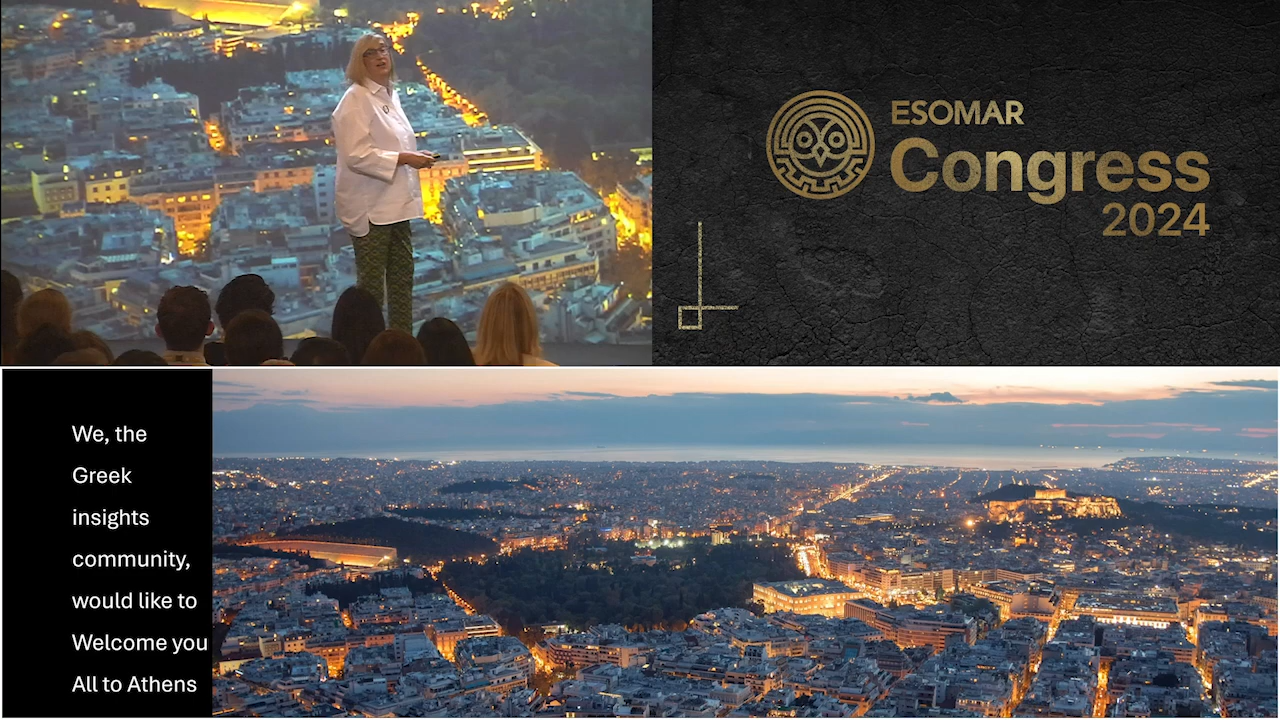 ESOMAR
Congress
2024
We, the
Greek
insights
community,
would like to
Welcome you
All to Athens